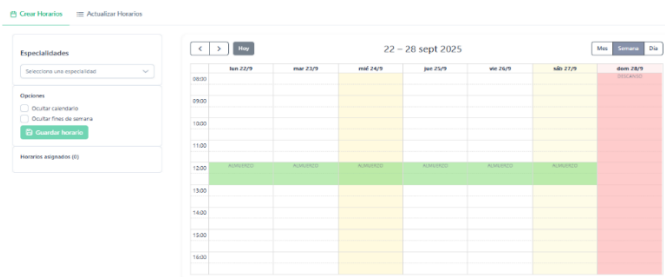 Crear Horarios Actualizar Horarios
Especialidades
Selecciona una especialidad
Opciones
Ocultar calendario
Ocultar fines de semana
Guardar horario
Horarios asignados (0)
Hoy 22 – 28 sept 2025 Mes Semana Día
lun 22/9 mar 23/9 mié 24/9 jue 25/9 vie 26/9 sáb 27/9 dom 28/9
08:00 DESCANSO
09:00
10:00
11:00
12:00 ALMUERZO ALMUERZO ALMUERZO ALMUERZO ALMUERZO ALMUERZO
13:00
14:00
15:00
16:00